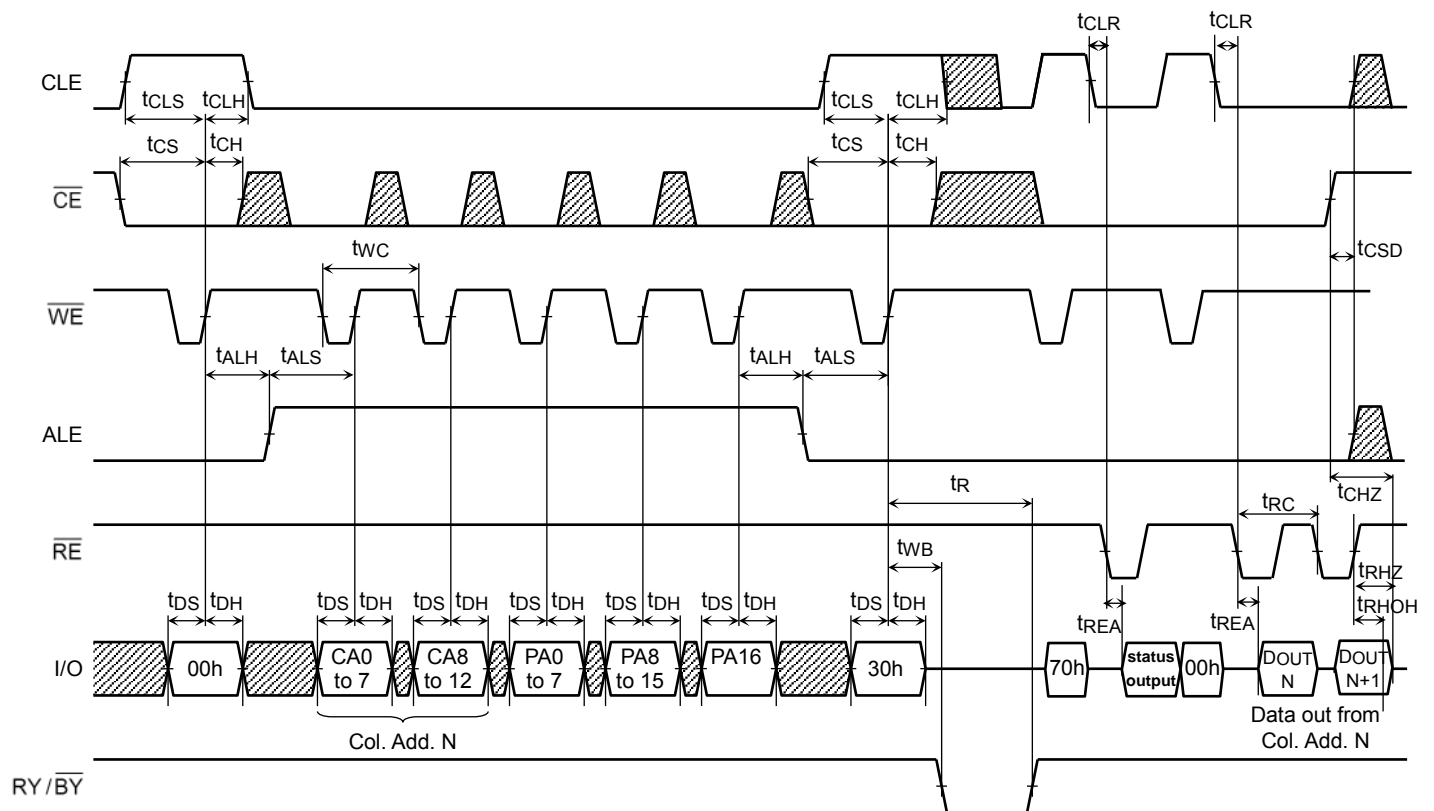 tCLR tCLR
CLE
tCLS tCLH tCLS tCLH
tCS tCH tCS tCH
CE
tWC tCSD
WE
tALH tALS tALH tALS
ALE
tR tCHZ
tRC
RE
tWB
tRHZ
tDS tDH tDS tDH tDS tDH tDS tDH tDS tDH tDS tDH tDS tDH
tRHOH
tREA tREA
I/O
00h
CA0 to 7
CA8 to 12
PA0 to 7
PA8 to 15
PA16
30h
70h
status output
00h
DOUT N
DOUT N+1
Col. Add. N
Data out from
Col. Add. N
RY/BY